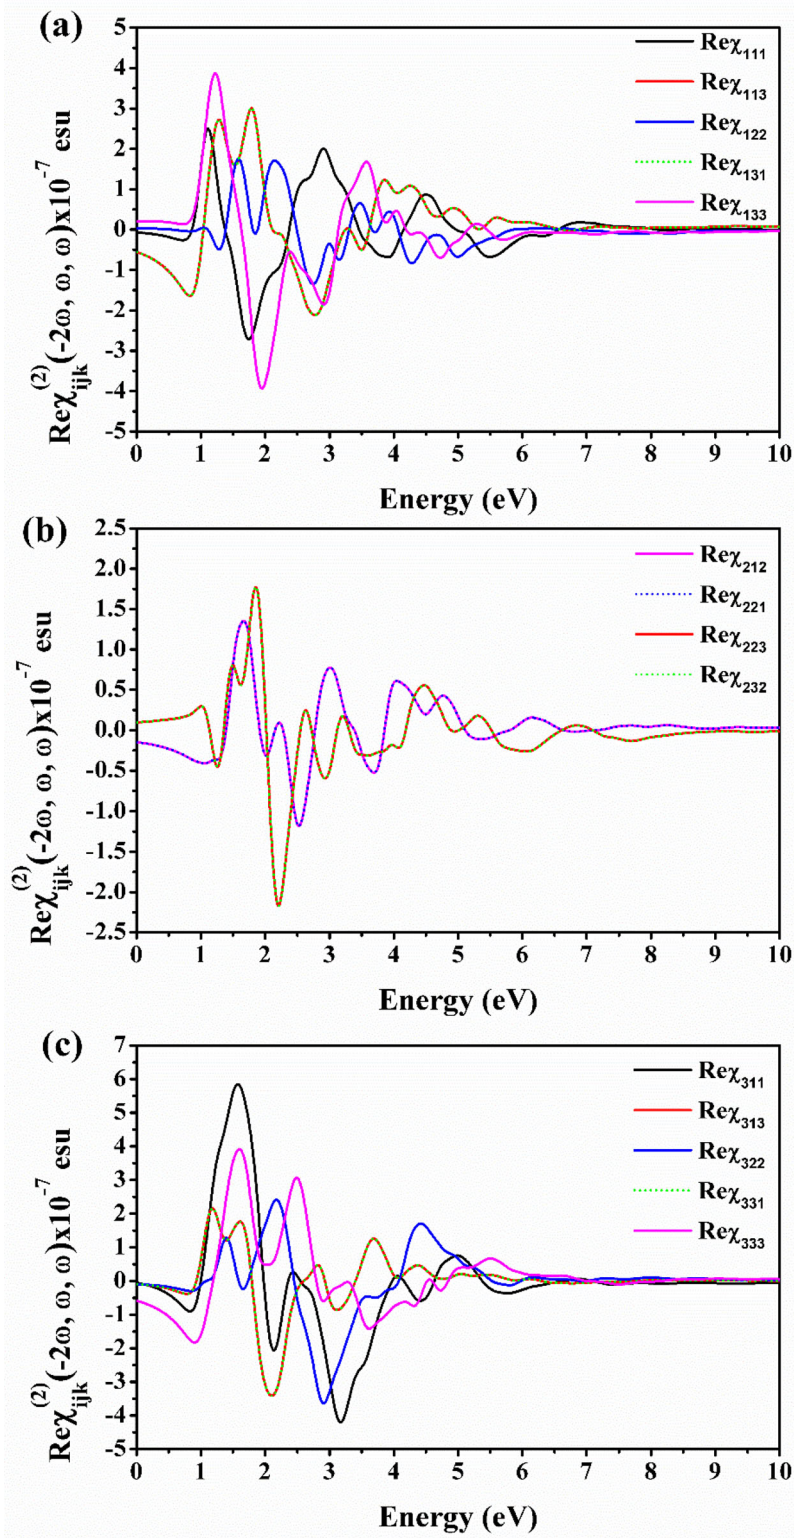 (a)
Reχ111
Reχ113
Reχ122
Reχ131
Reχ133
5
4
3
2
1
0
-1
-2
-3
-4
-5
Reχijk(2)(-2ω, ω, ω)x10-7 esu
0 1 2 3 4 5 6 7 8 9 10
Energy (eV)
(b)
Reχ212
Reχ221
Reχ223
Reχ232
2.5
2.0
1.5
1.0
0.5
0.0
-0.5
-1.0
-1.5
-2.0
-2.5
Reχijk(2)(-2ω, ω, ω)x10-7 esu
0 1 2 3 4 5 6 7 8 9 10
Energy (eV)
(c)
Reχ311
Reχ313
Reχ322
Reχ331
Reχ333
7
6
5
4
3
2
1
0
-1
-2
-3
-4
-5
Reχijk(2)(-2ω, ω, ω)x10-7 esu
0 1 2 3 4 5 6 7 8 9 10
Energy (eV)